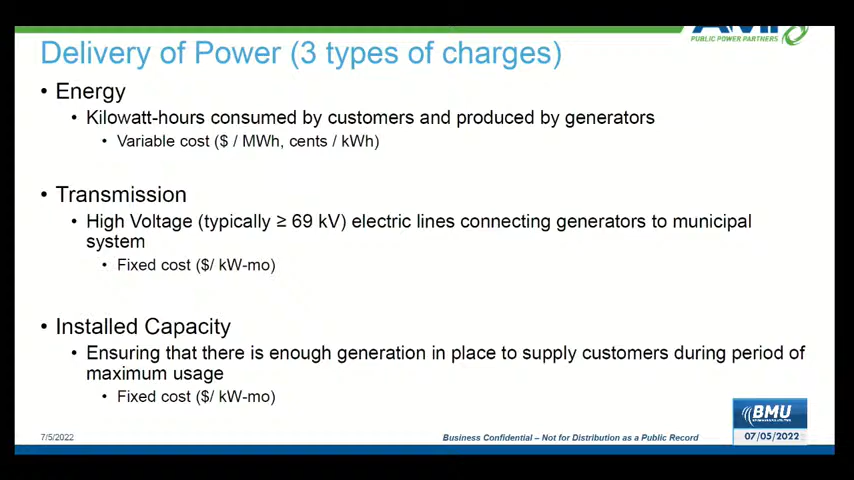 PUBLIC POWER PARTNERS
Delivery of Power (3 types of charges)
• Energy
• Kilowatt-hours consumed by customers and produced by generators
• Variable cost ($ / MWh, cents / kWh)
• Transmission
• High Voltage (typically ≥ 69 kV) electric lines connecting generators to municipal
system
• Fixed cost ($/ kW-mo)
• Installed Capacity
• Ensuring that there is enough generation in place to supply customers during period of
maximum usage
• Fixed cost ($/ kW-mo)
BMU
7/5/2022
Business Confidential – Not for Distribution as a Public Record
07/05/2022